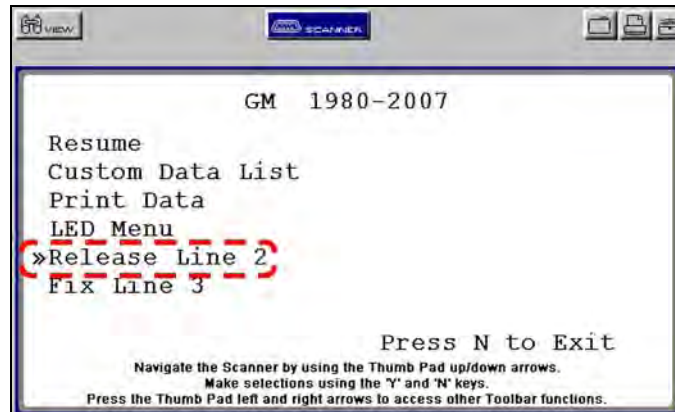 VIEW
SCANNER
GM 1980-2007
Resume
Custom Data List
Print Data
LED Menu
»Release Line 2
Fix Line 3
Press N to Exit
Navigate the Scanner by using the Thumb Pad up/down arrows.
Make selections using the 'Y' and 'N' keys.
Press the Thumb Pad left and right arrows to access other Toolbar functions.